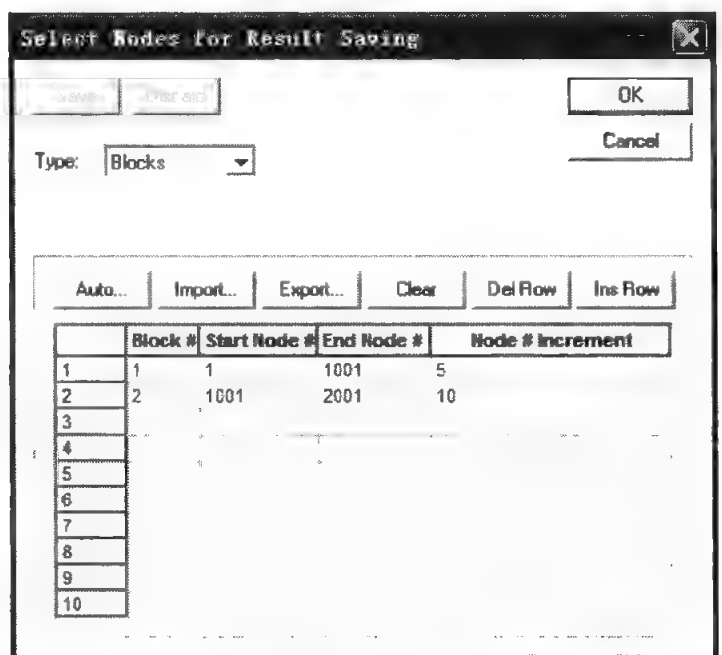 Select Nodes for Result Saving
Save Discard
OK
Cancel
Type: Blocks
Auto... Import... Export... Clear Del Row Ins Row
Block # Start Node # End Node # Node # Increment
1 1 1 1001 5
2 2 1001 2001 10
3
4
5
6
7
8
9
10